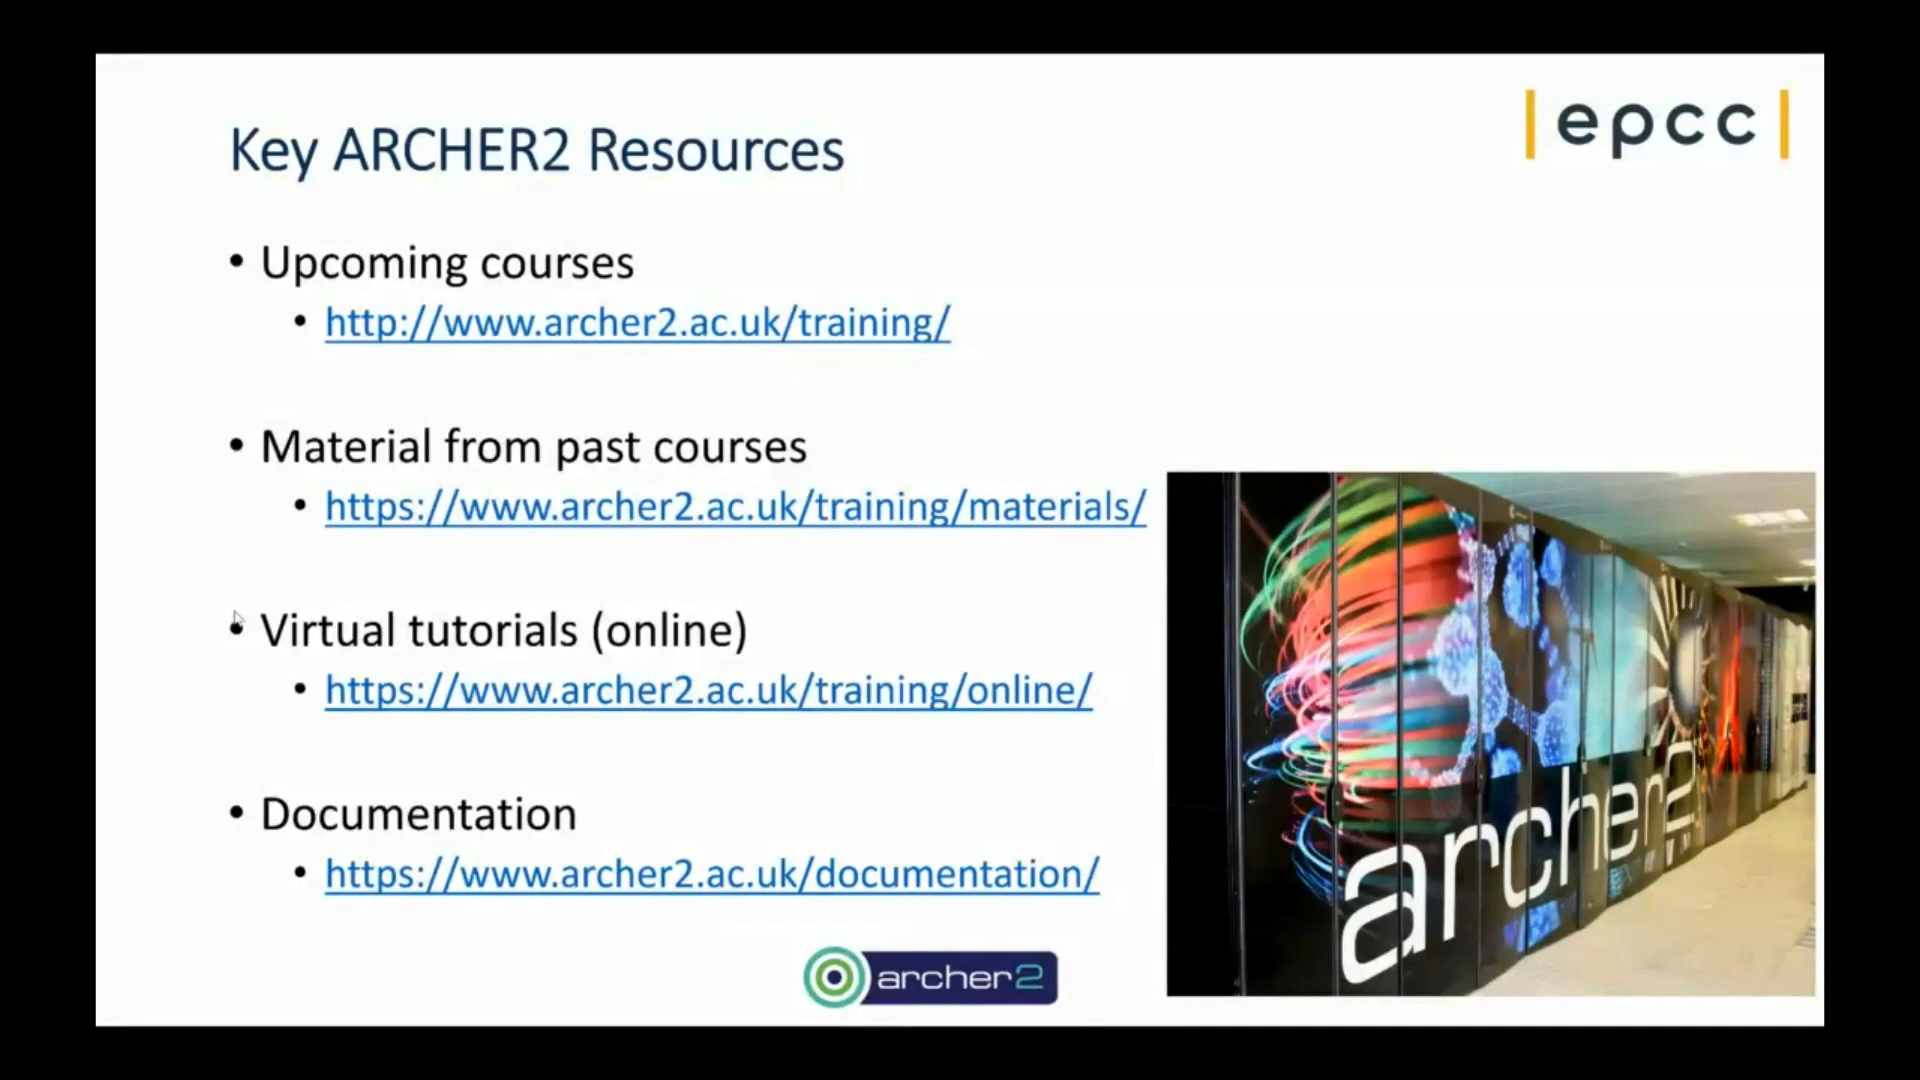 |epcc|
Key ARCHER2 Resources
• Upcoming courses
• http://www.archer2.ac.uk/training/
• Material from past courses
• https://www.archer2.ac.uk/training/materials/
• Virtual tutorials (online)
• https://www.archer2.ac.uk/training/online/
• Documentation
• https://www.archer2.ac.uk/documentation/
archer2
archer2